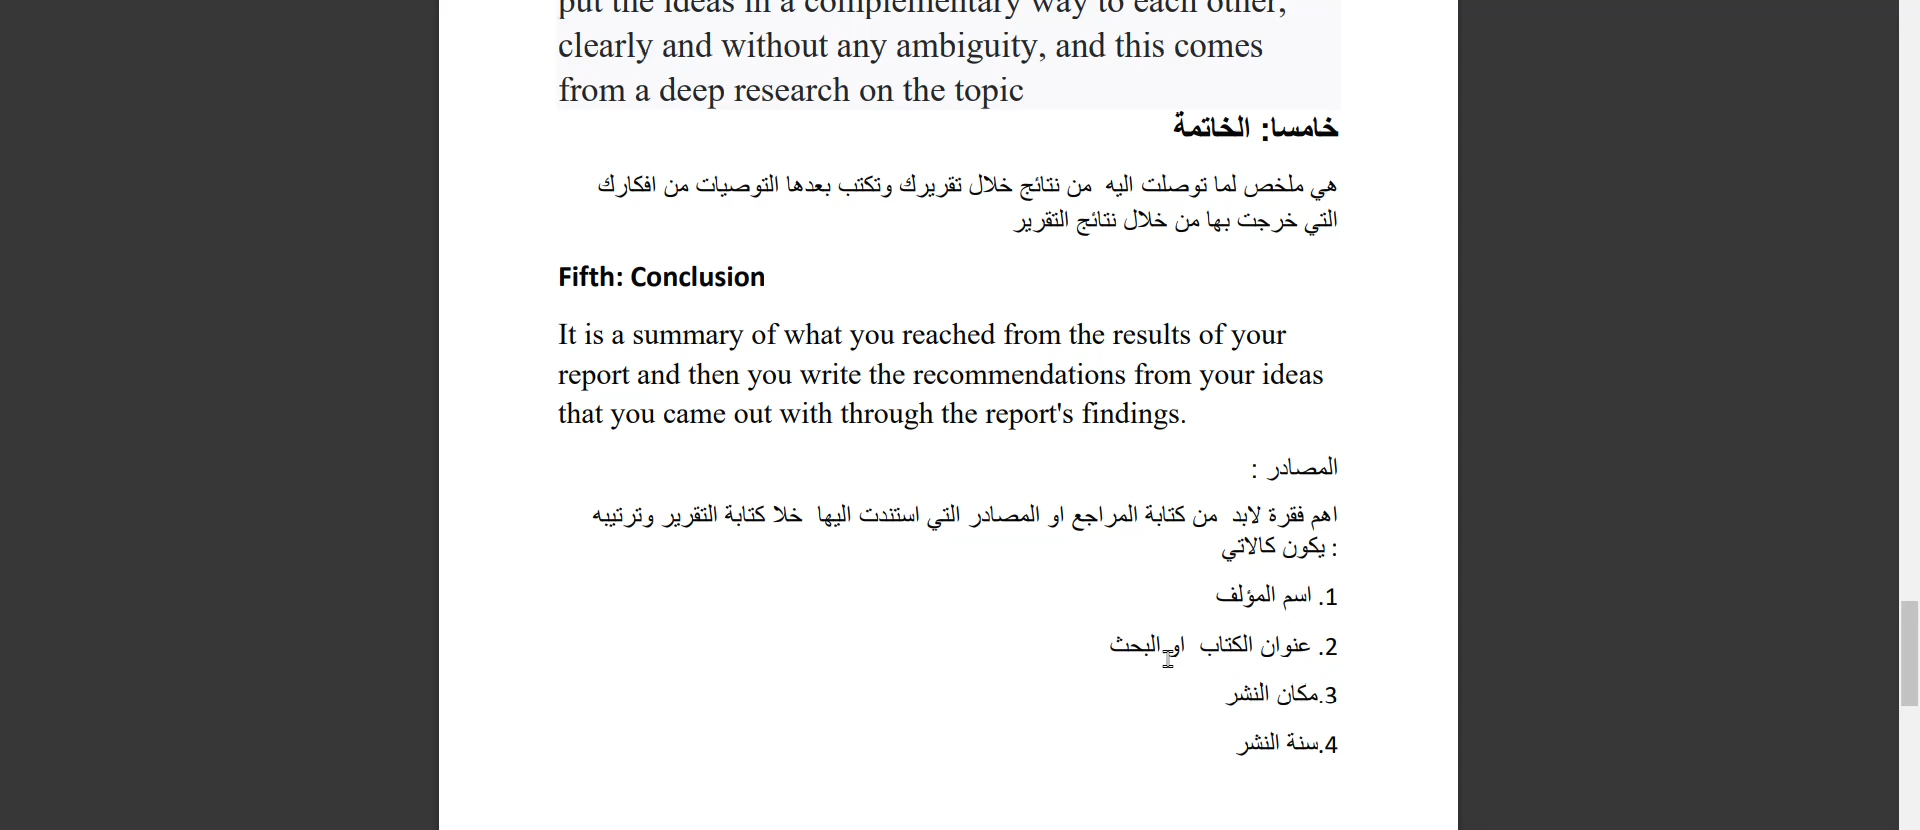 put the ideas in a complementary way to each other,
clearly and without any ambiguity, and this comes
from a deep research on the topic
خامسا: الخاتمة
هي ملخص لما توصلت اليه من نتائج خلال تقريرك وتكتب بعدها التوصيات من افكارك
التي خرجت بها من خلال نتائج التقرير
Fifth: Conclusion
It is a summary of what you reached from the results of your
report and then you write the recommendations from your ideas
that you came out with through the report's findings.
المصادر :
اهم فقرة لابد من كتابة المراجع او المصادر التي استندت اليها خلا كتابة التقرير وترتيبه
: يكون كالاتي
1. اسم المؤلف
2. عنوان الكتاب او البحث
3.مكان النشر
4.سنة النشر